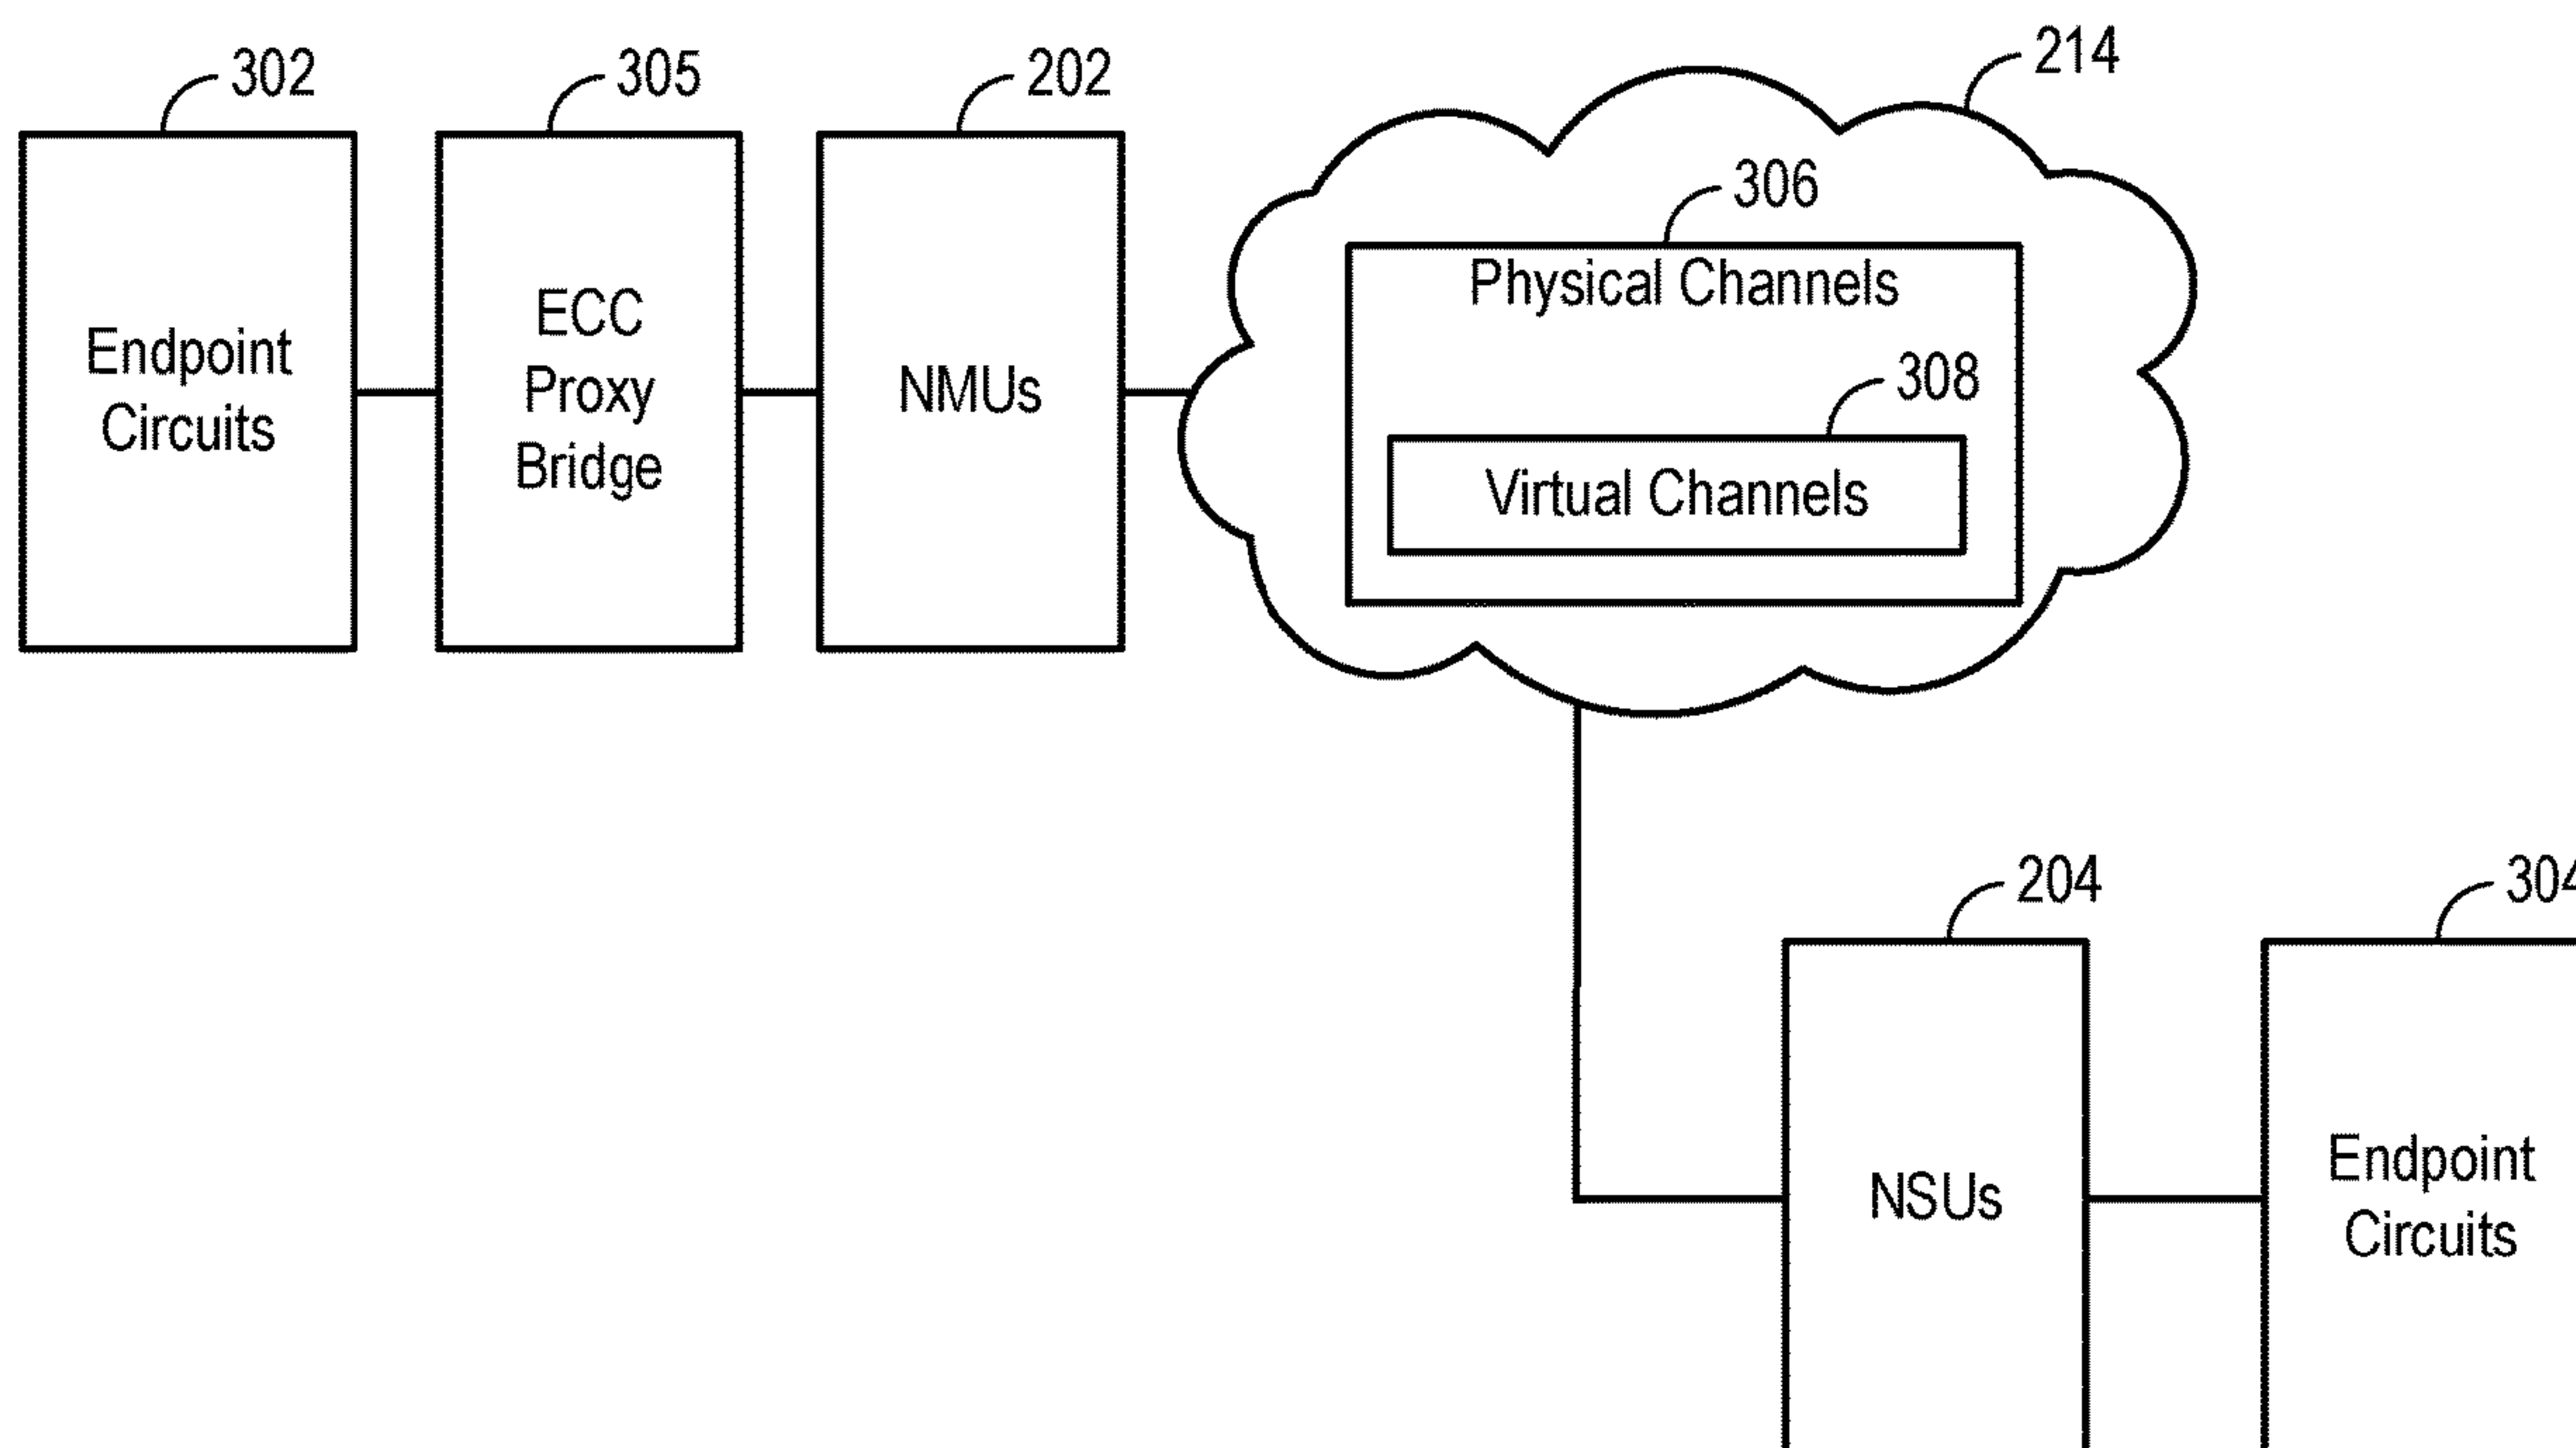 302
305
202
214
306
Physical Channels
308
Virtual Channels
Endpoint
Circuits
ECC
Proxy
Bridge
NMUs
204
304
NSUs
Endpoint
Circuits